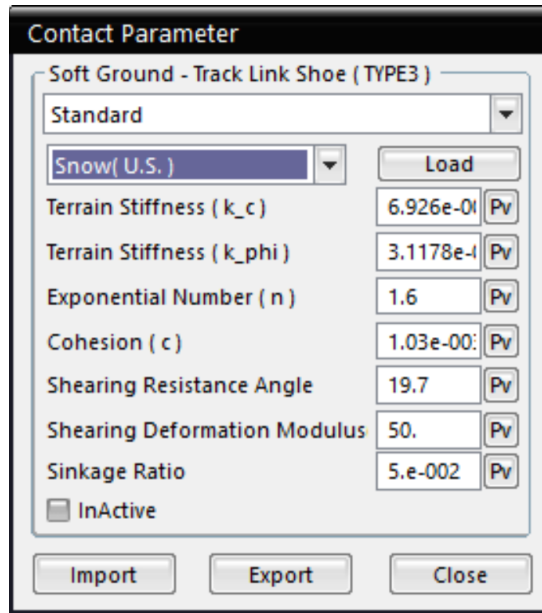 Contact Parameter
Soft Ground - Track Link Shoe ( TYPE3 )
Standard
Snow( U.S. ) Load
Terrain Stiffness ( k_c ) 6.926e-0 Pv
Terrain Stiffness ( k_phi ) 3.1178e- Pv
Exponential Number ( n ) 1.6 Pv
Cohesion ( c ) 1.03e-00 Pv
Shearing Resistance Angle 19.7 Pv
Shearing Deformation Modulus 50. Pv
Sinkage Ratio 5.e-002 Pv
InActive
Import Export Close